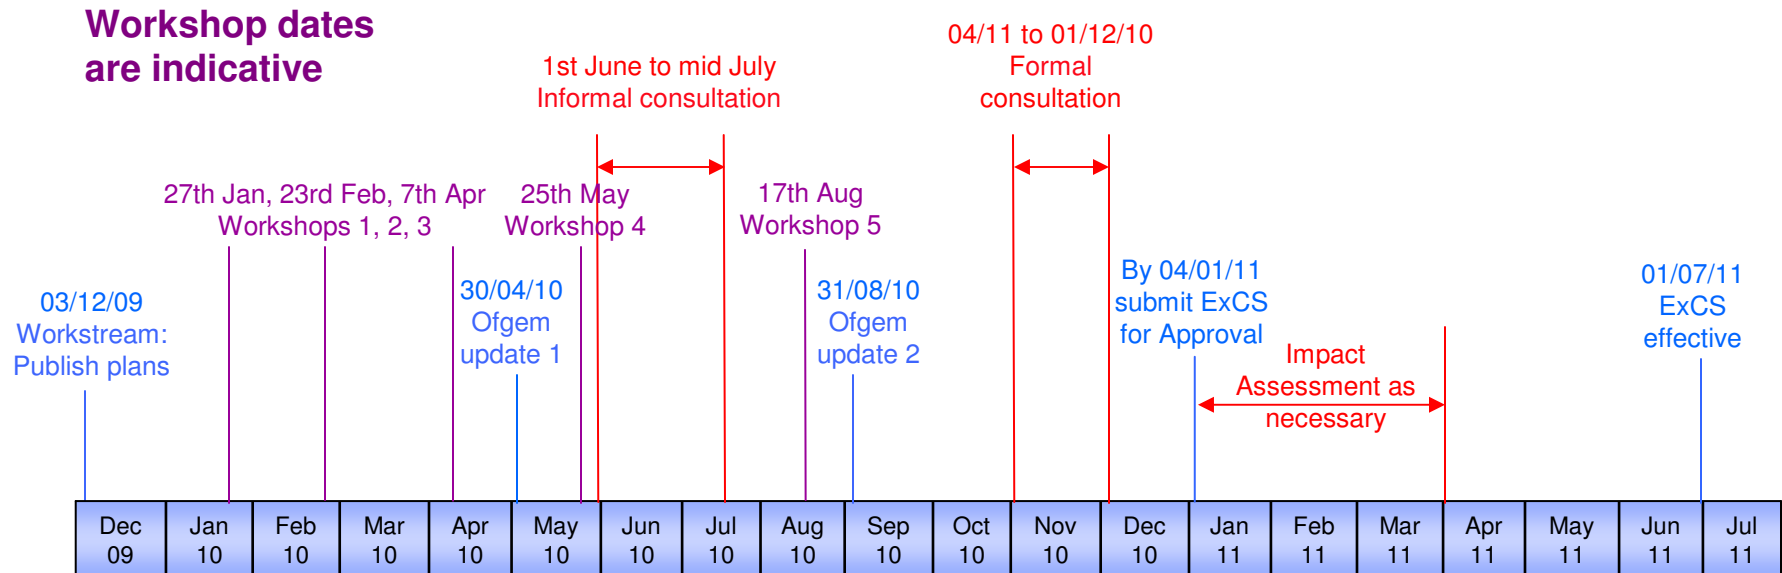 Workshop dates
are indicative
1st June to mid July
Informal consultation
04/11 to 01/12/10
Formal
consultation
27th Jan, 23rd Feb, 7th Apr
Workshops 1, 2, 3
25th May
Workshop 4
17th Aug
Workshop 5
03/12/09
Workstream:
Publish plans
30/04/10
Ofgem
update 1
31/08/10
Ofgem
update 2
By 04/01/11
submit ExCS
for Approval
Impact
Assessment as
necessary
01/07/11
ExCS
effective
Dec
09
Jan
10
Feb
10
Mar
10
Apr
10
May
10
Jun
10
Jul
10
Aug
10
Sep
10
Oct
10
Nov
10
Dec
10
Jan
11
Feb
11
Mar
11
Apr
11
May
11
Jun
11
Jul
11